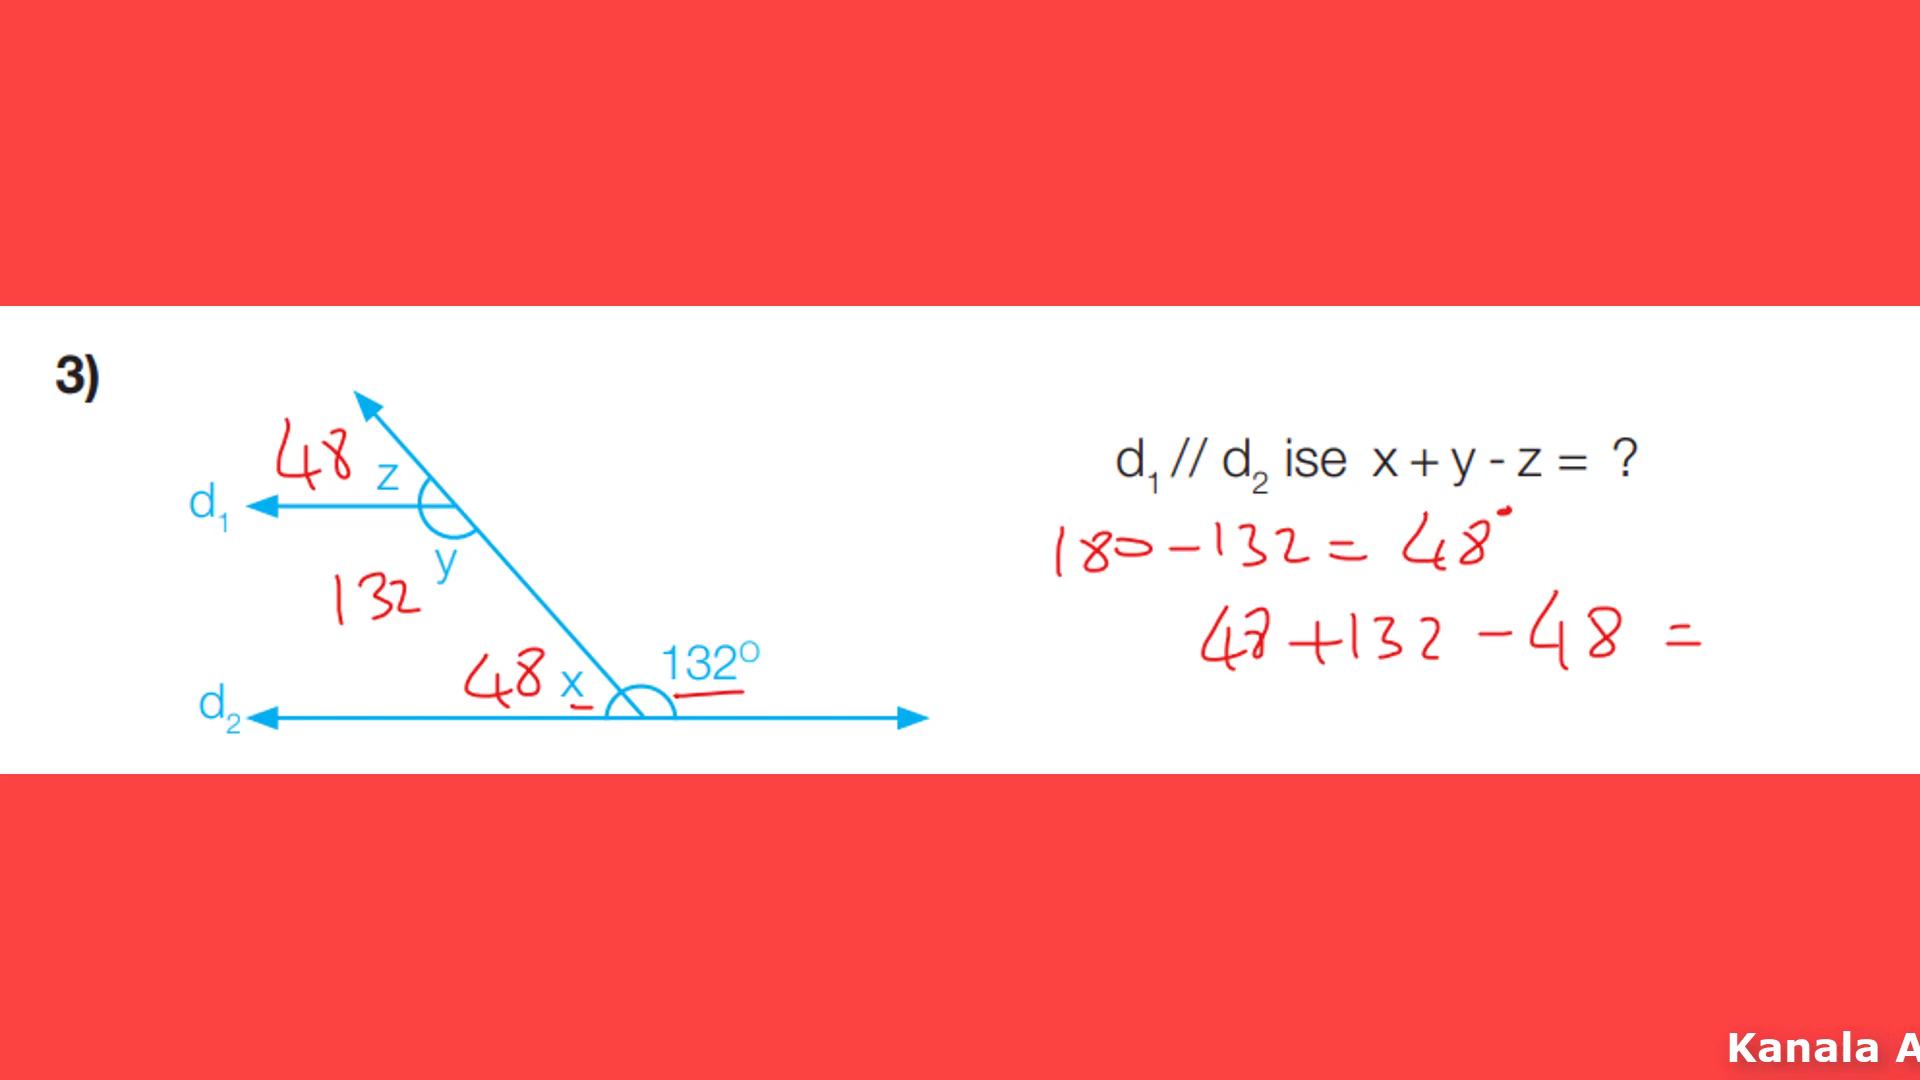 3)
48 z
d₁
y
132
48 x 132°
d₂
d₁ // d₂ ise x + y - z = ?
180 - 132 = 48°
48 + 132 - 48 =
Kanala A